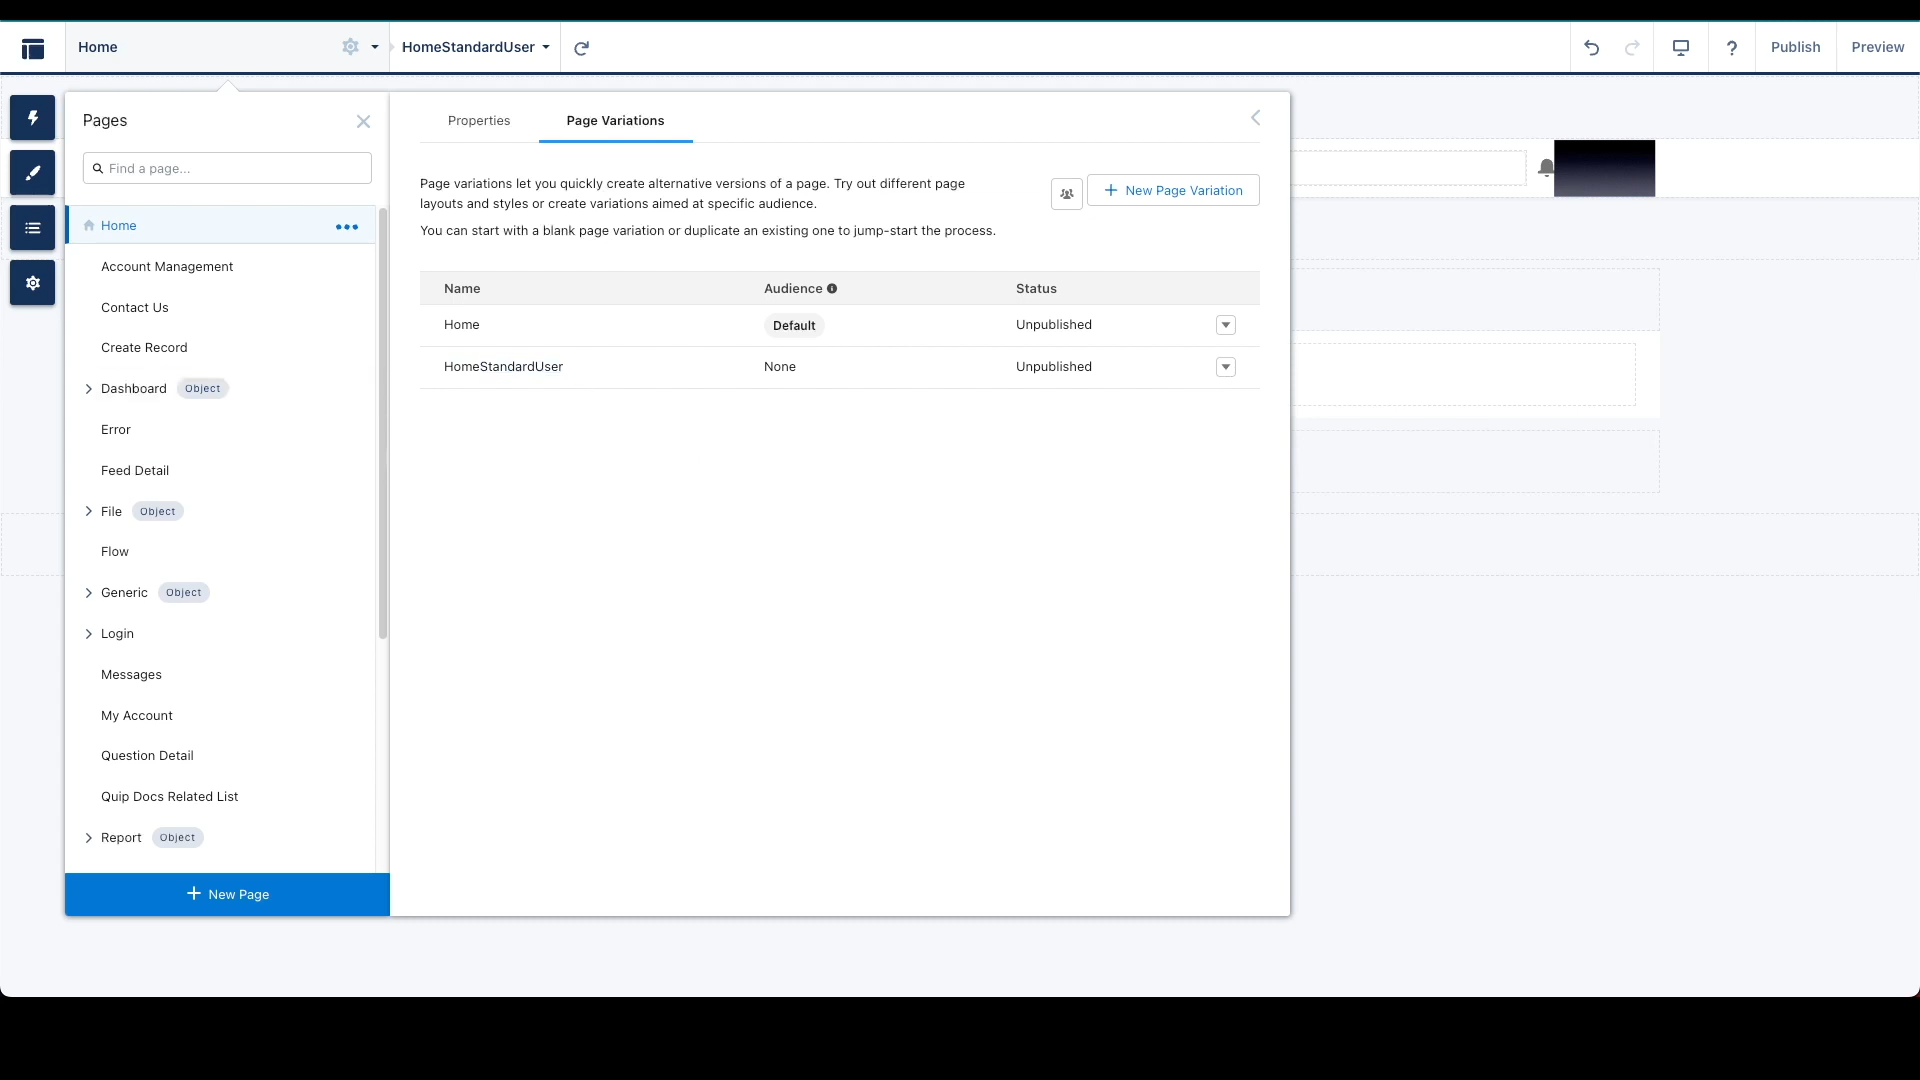 Home
HomeStandardUser
?
Publish
Preview
Pages
Find a page...
Home
Account Management
Contact Us
Create Record
Dashboard Object
Error
Feed Detail
File Object
Flow
Generic Object
Login
Messages
My Account
Question Detail
Quip Docs Related List
Report Object
New Page
Properties
Page Variations
Page variations let you quickly create alternative versions of a page. Try out different page
layouts and styles or create variations aimed at specific audience.
You can start with a blank page variation or duplicate an existing one to jump-start the process.
New Page Variation
Name Audience Status
Home Default Unpublished
HomeStandardUser None Unpublished